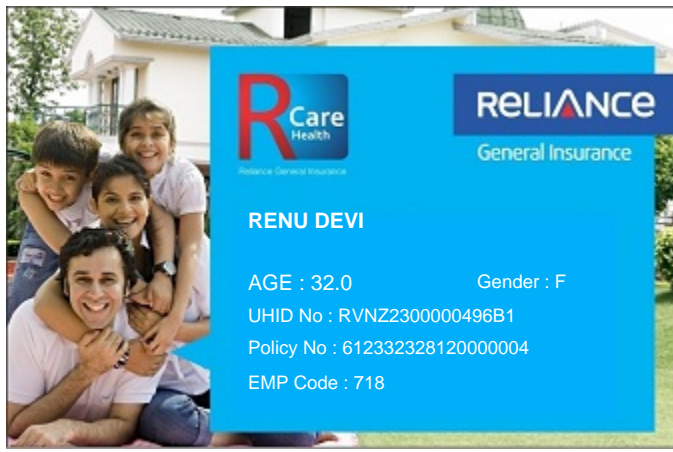 R Care
Health
Reliance General Insurance
RELIANCE
General Insurance
RENU DEVI
AGE : 32.0
Gender : F
UHID No : RVNZ2300000496B1
Policy No : 612332328120000004
EMP Code : 718